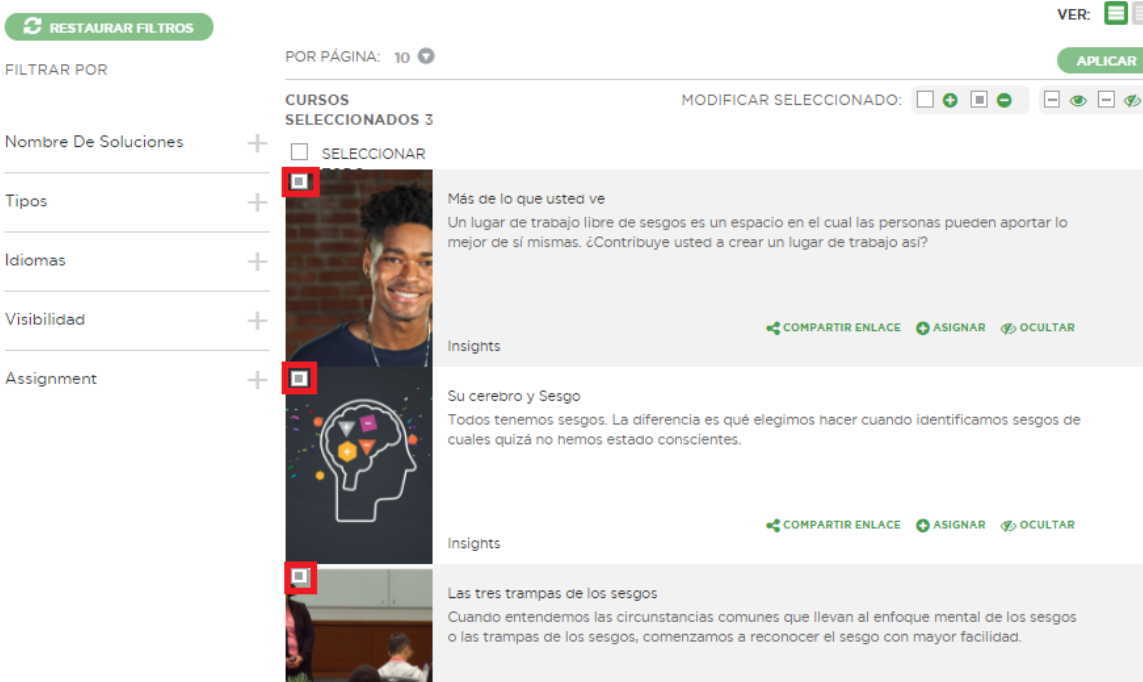 VER:
RESTAURAR FILTROS
POR PÁGINA: 10
APLICAR
FILTRAR POR
CURSOS
SELECCIONADOS 3
MODIFICAR SELECCIONADO:
SELECCIONAR
Nombre De Soluciones
Tipos
Idiomas
Visibilidad
Assignment
Más de lo que usted ve
Un lugar de trabajo libre de sesgos es un espacio en el cual las personas pueden aportar lo
mejor de sí mismas. ¿Contribuye usted a crear un lugar de trabajo así?
COMPARTIR ENLACE ASIGNAR OCULTAR
Insights
Su cerebro y Sesgo
Todos tenemos sesgos. La diferencia es qué elegimos hacer cuando identificamos sesgos de
cuales quizá no hemos estado conscientes.
COMPARTIR ENLACE ASIGNAR OCULTAR
Insights
Las tres trampas de los sesgos
Cuando entendemos las circunstancias comunes que llevan al enfoque mental de los sesgos
o las trampas de los sesgos, comenzamos a reconocer el sesgo con mayor facilidad.